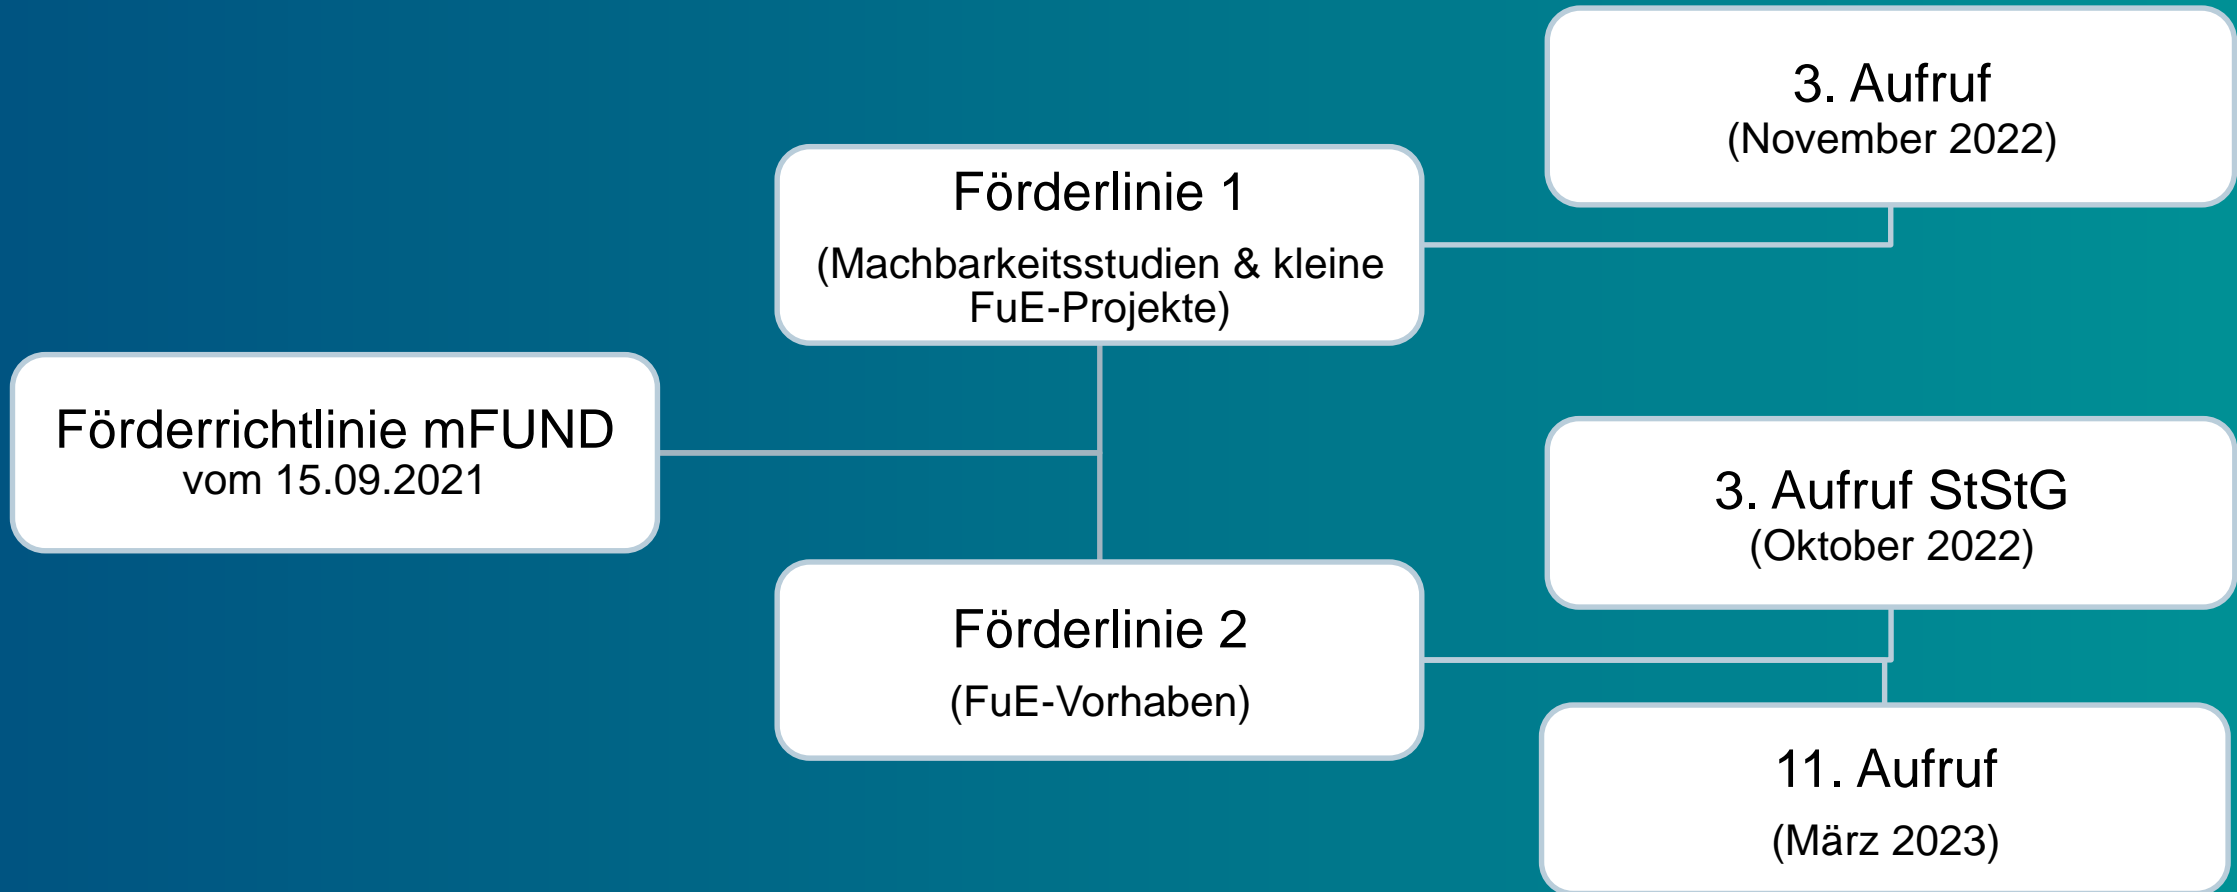 Förderrichtlinie mFUND
vom 15.09.2021
Förderlinie 1
(Machbarkeitsstudien & kleine
FuE-Projekte)
3. Aufruf
(November 2022)
Förderlinie 2
(FuE-Vorhaben)
3. Aufruf StStG
(Oktober 2022)
11. Aufruf
(März 2023)